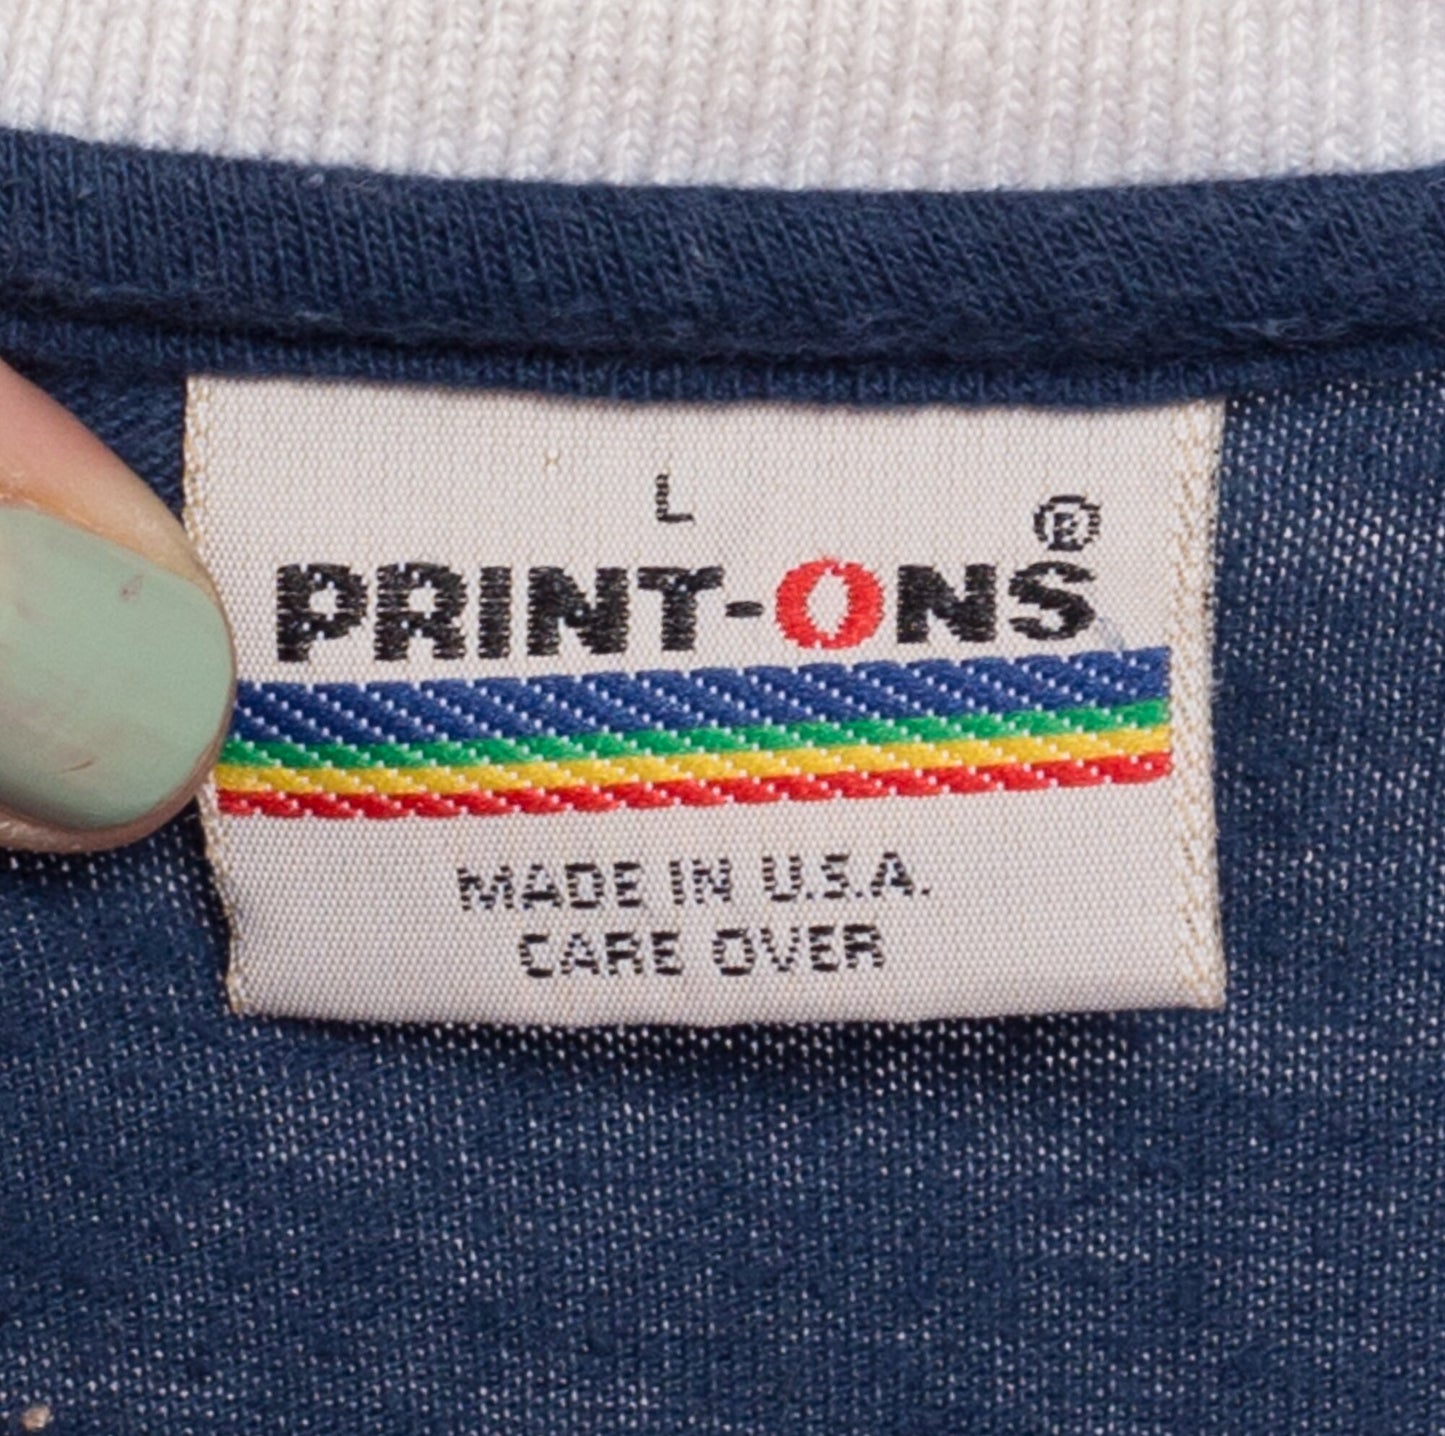 L
PRINT-ONS®
MADE IN U.S.A.
CARE OVER